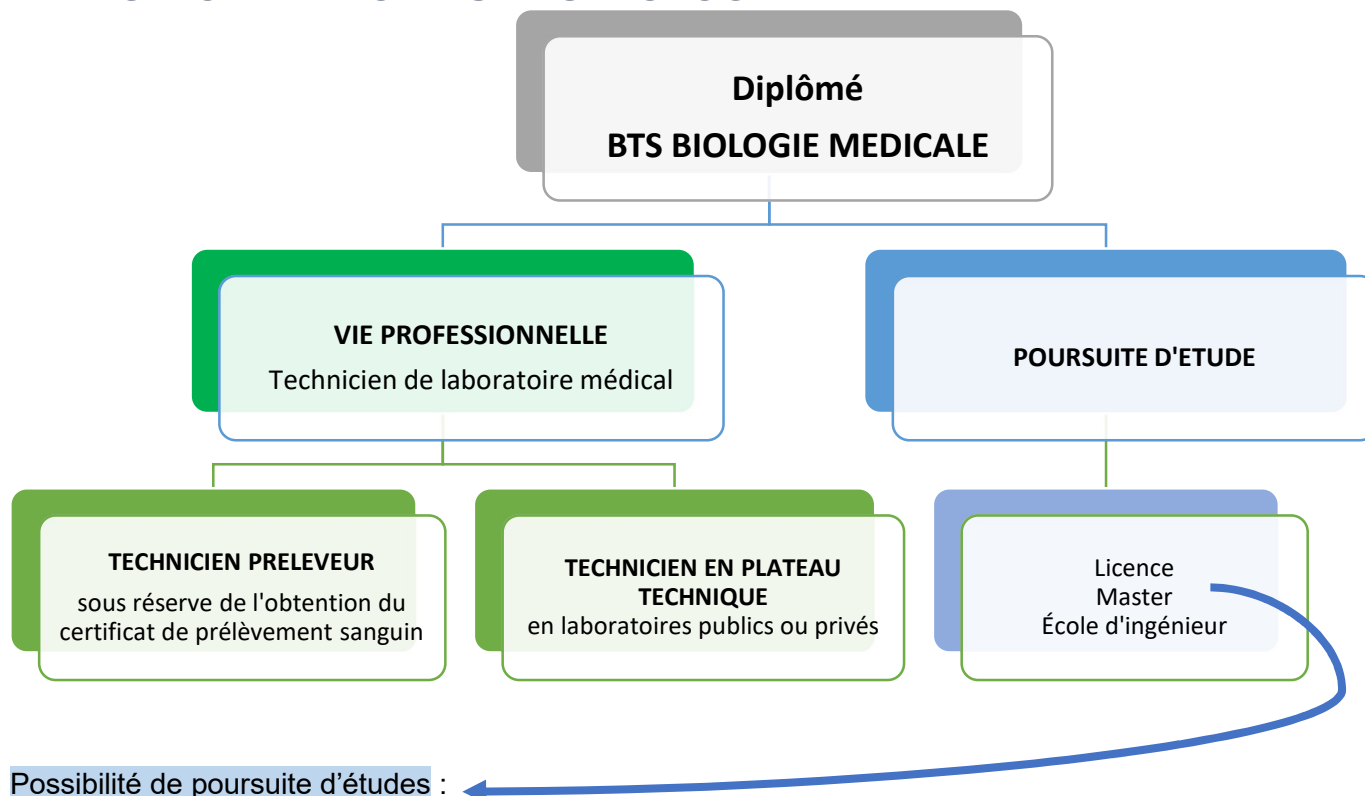 Diplômé
BTS BIOLOGIE MEDICALE
VIE PROFESSIONNELLE
Technicien de laboratoire médical
POURSUITE D'ETUDE
TECHNICIEN PRELEVEUR
sous réserve de l'obtention du
certificat de prélèvement sanguin
TECHNICIEN EN PLATEAU
TECHNIQUE
en laboratoires publics ou privés
Licence
Master
École d'ingénieur
Possibilité de poursuite d’études :